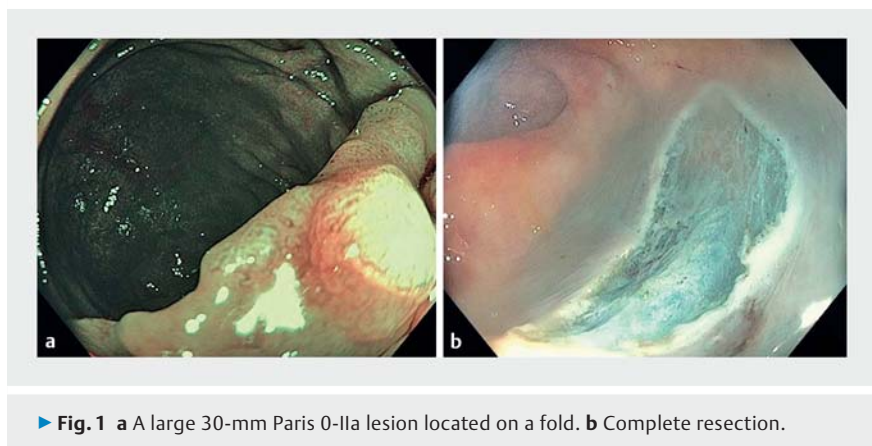 a
b
► Fig. 1 a A large 30-mm Paris 0-IIa lesion located on a fold. b Complete resection.